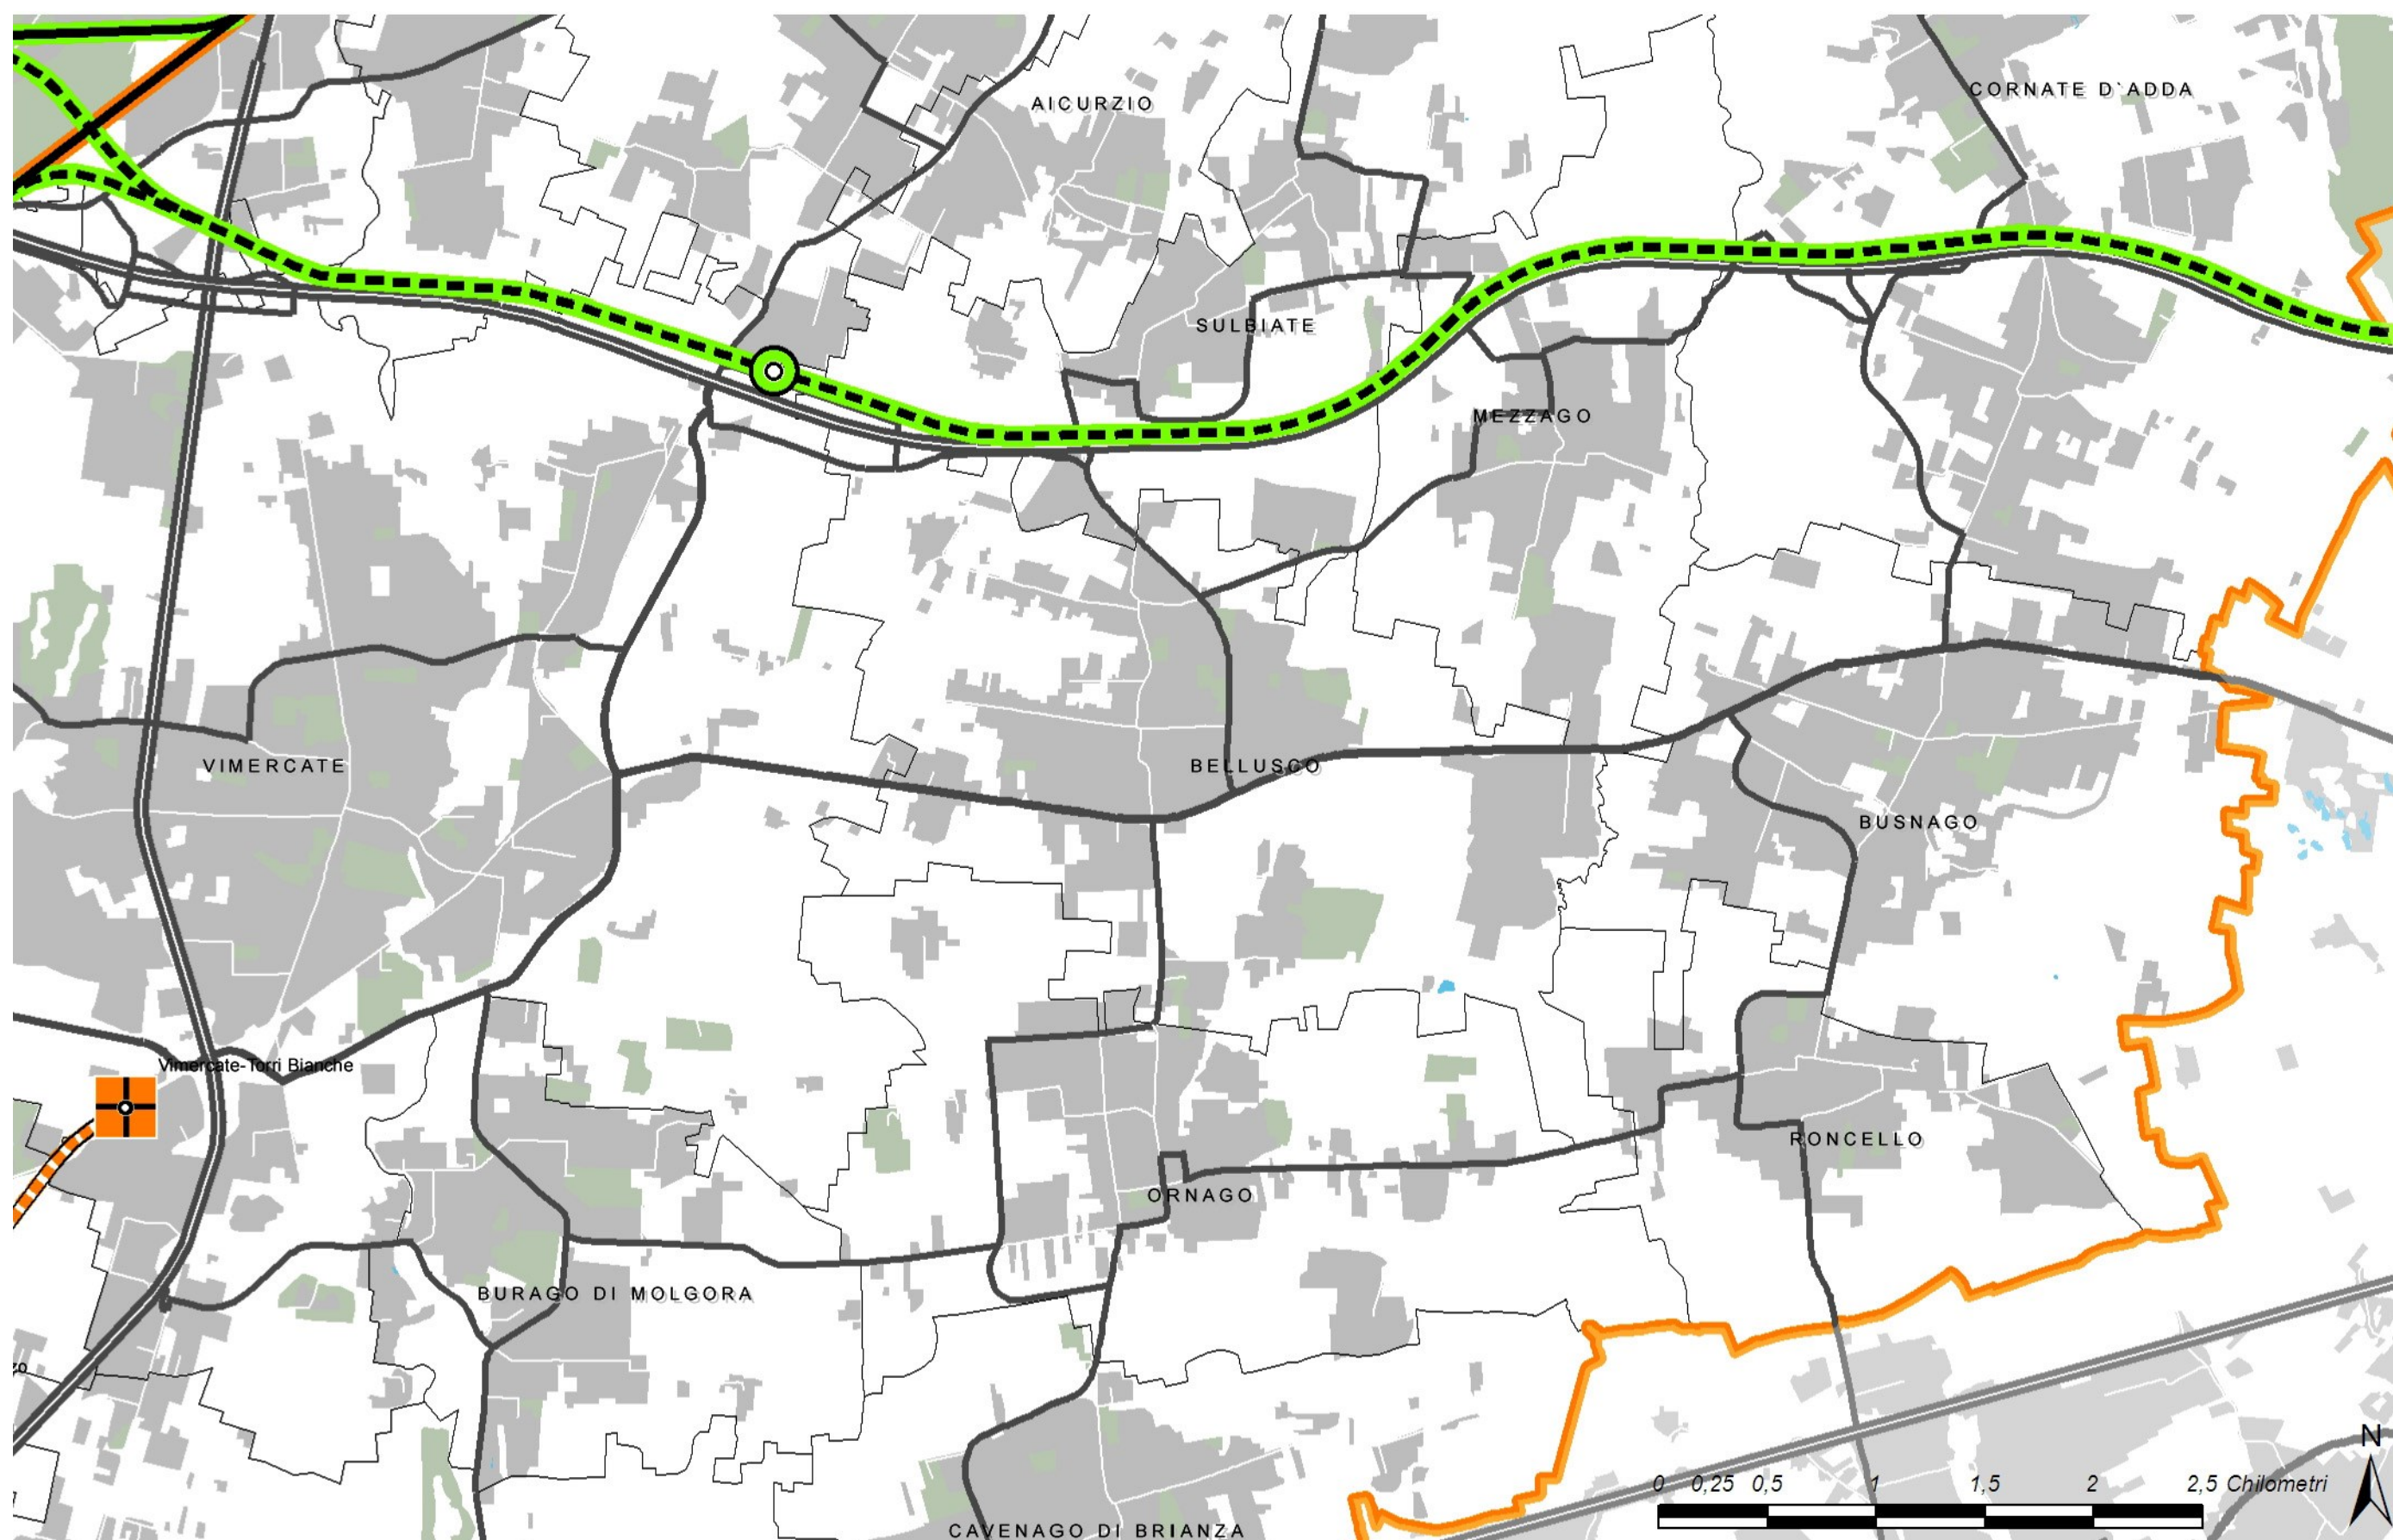 CORNATE D`ADDA
AICURZIO
SULBIATE
MEZZAGO
VIMERCATE
BELLUSCO
BUSNAGO
Vimercate-Torri Bianche
RONCELLO
ORNAGO
BURAGO DI MOLGORA
N
0 0,25 0,5 1 1,5 2 2,5 Chilometri
CAVENAGO DI BRIANZA